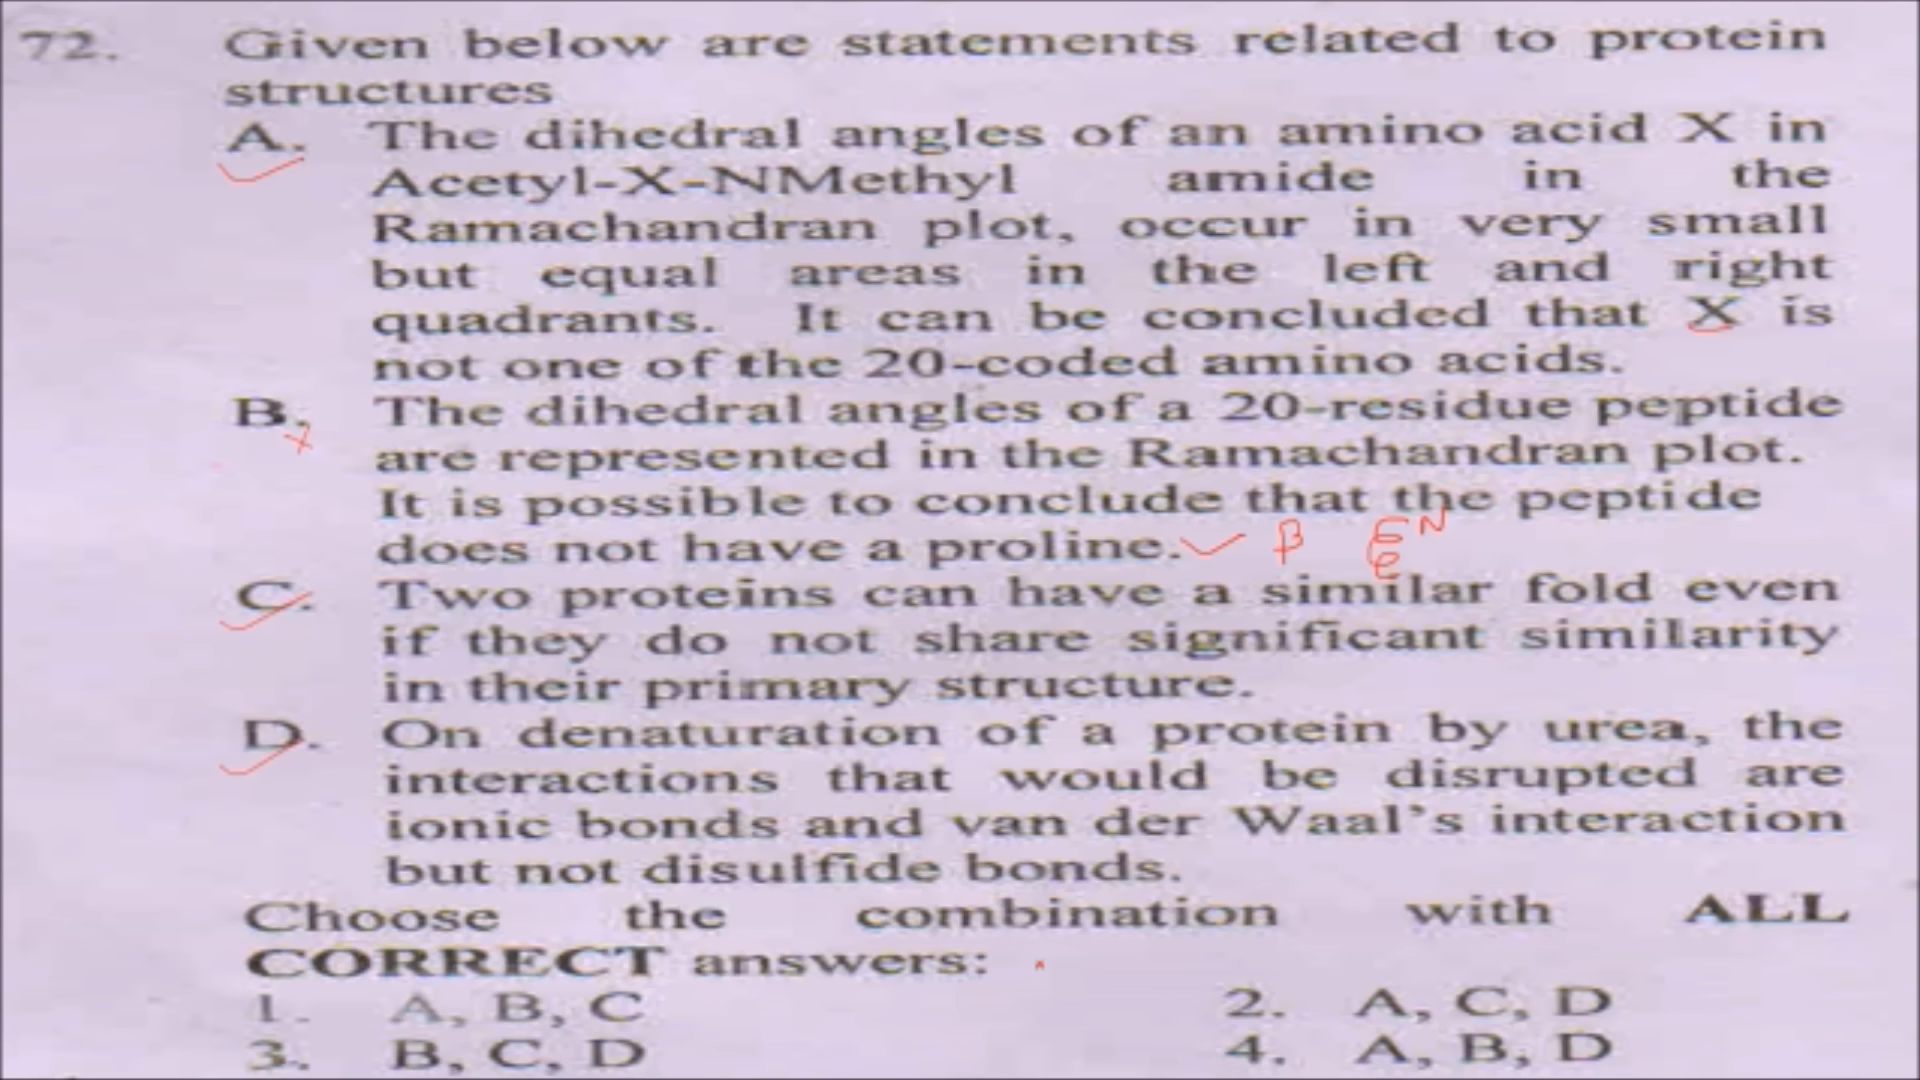 72. Given below are statements related to protein
structures
A. The dihedral angles of an amino acid X in
Acetyl-X-NMethyl amide in the
Ramachandran plot, occur in very small
but equal areas in the left and right
quadrants. It can be concluded that X is
not one of the 20-coded amino acids.
B. The dihedral angles of a 20-residue peptide
are represented in the Ramachandran plot.
It is possible to conclude that the peptide
does not have a proline. β
C. Two proteins can have a similar fold even
if they do not share significant similarity
in their primary structure.
D. On denaturation of a protein by urea, the
interactions that would be disrupted are
ionic bonds and van der Waal's interaction
but not disulfide bonds.
Choose the combination with ALL
CORRECT answers:
1. A, B, C 2. A, C, D
3. B, C, D 4. A, B, D